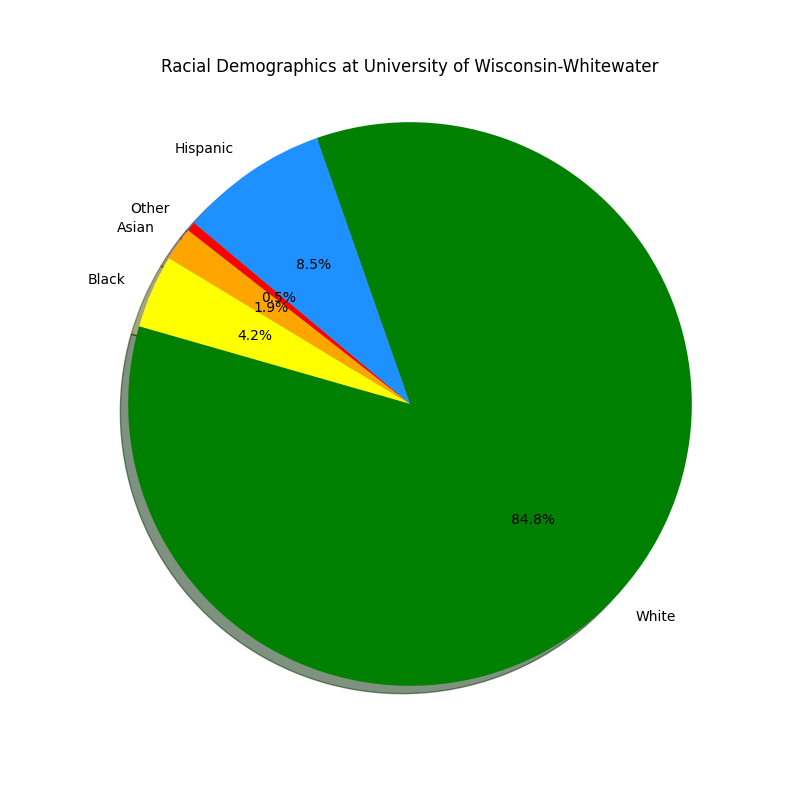 Racial Demographics at University of Wisconsin-Whitewater
Hispanic
Other
Asian
Black
8.5%
0.5%
1.9%
4.2%
84.8%
White